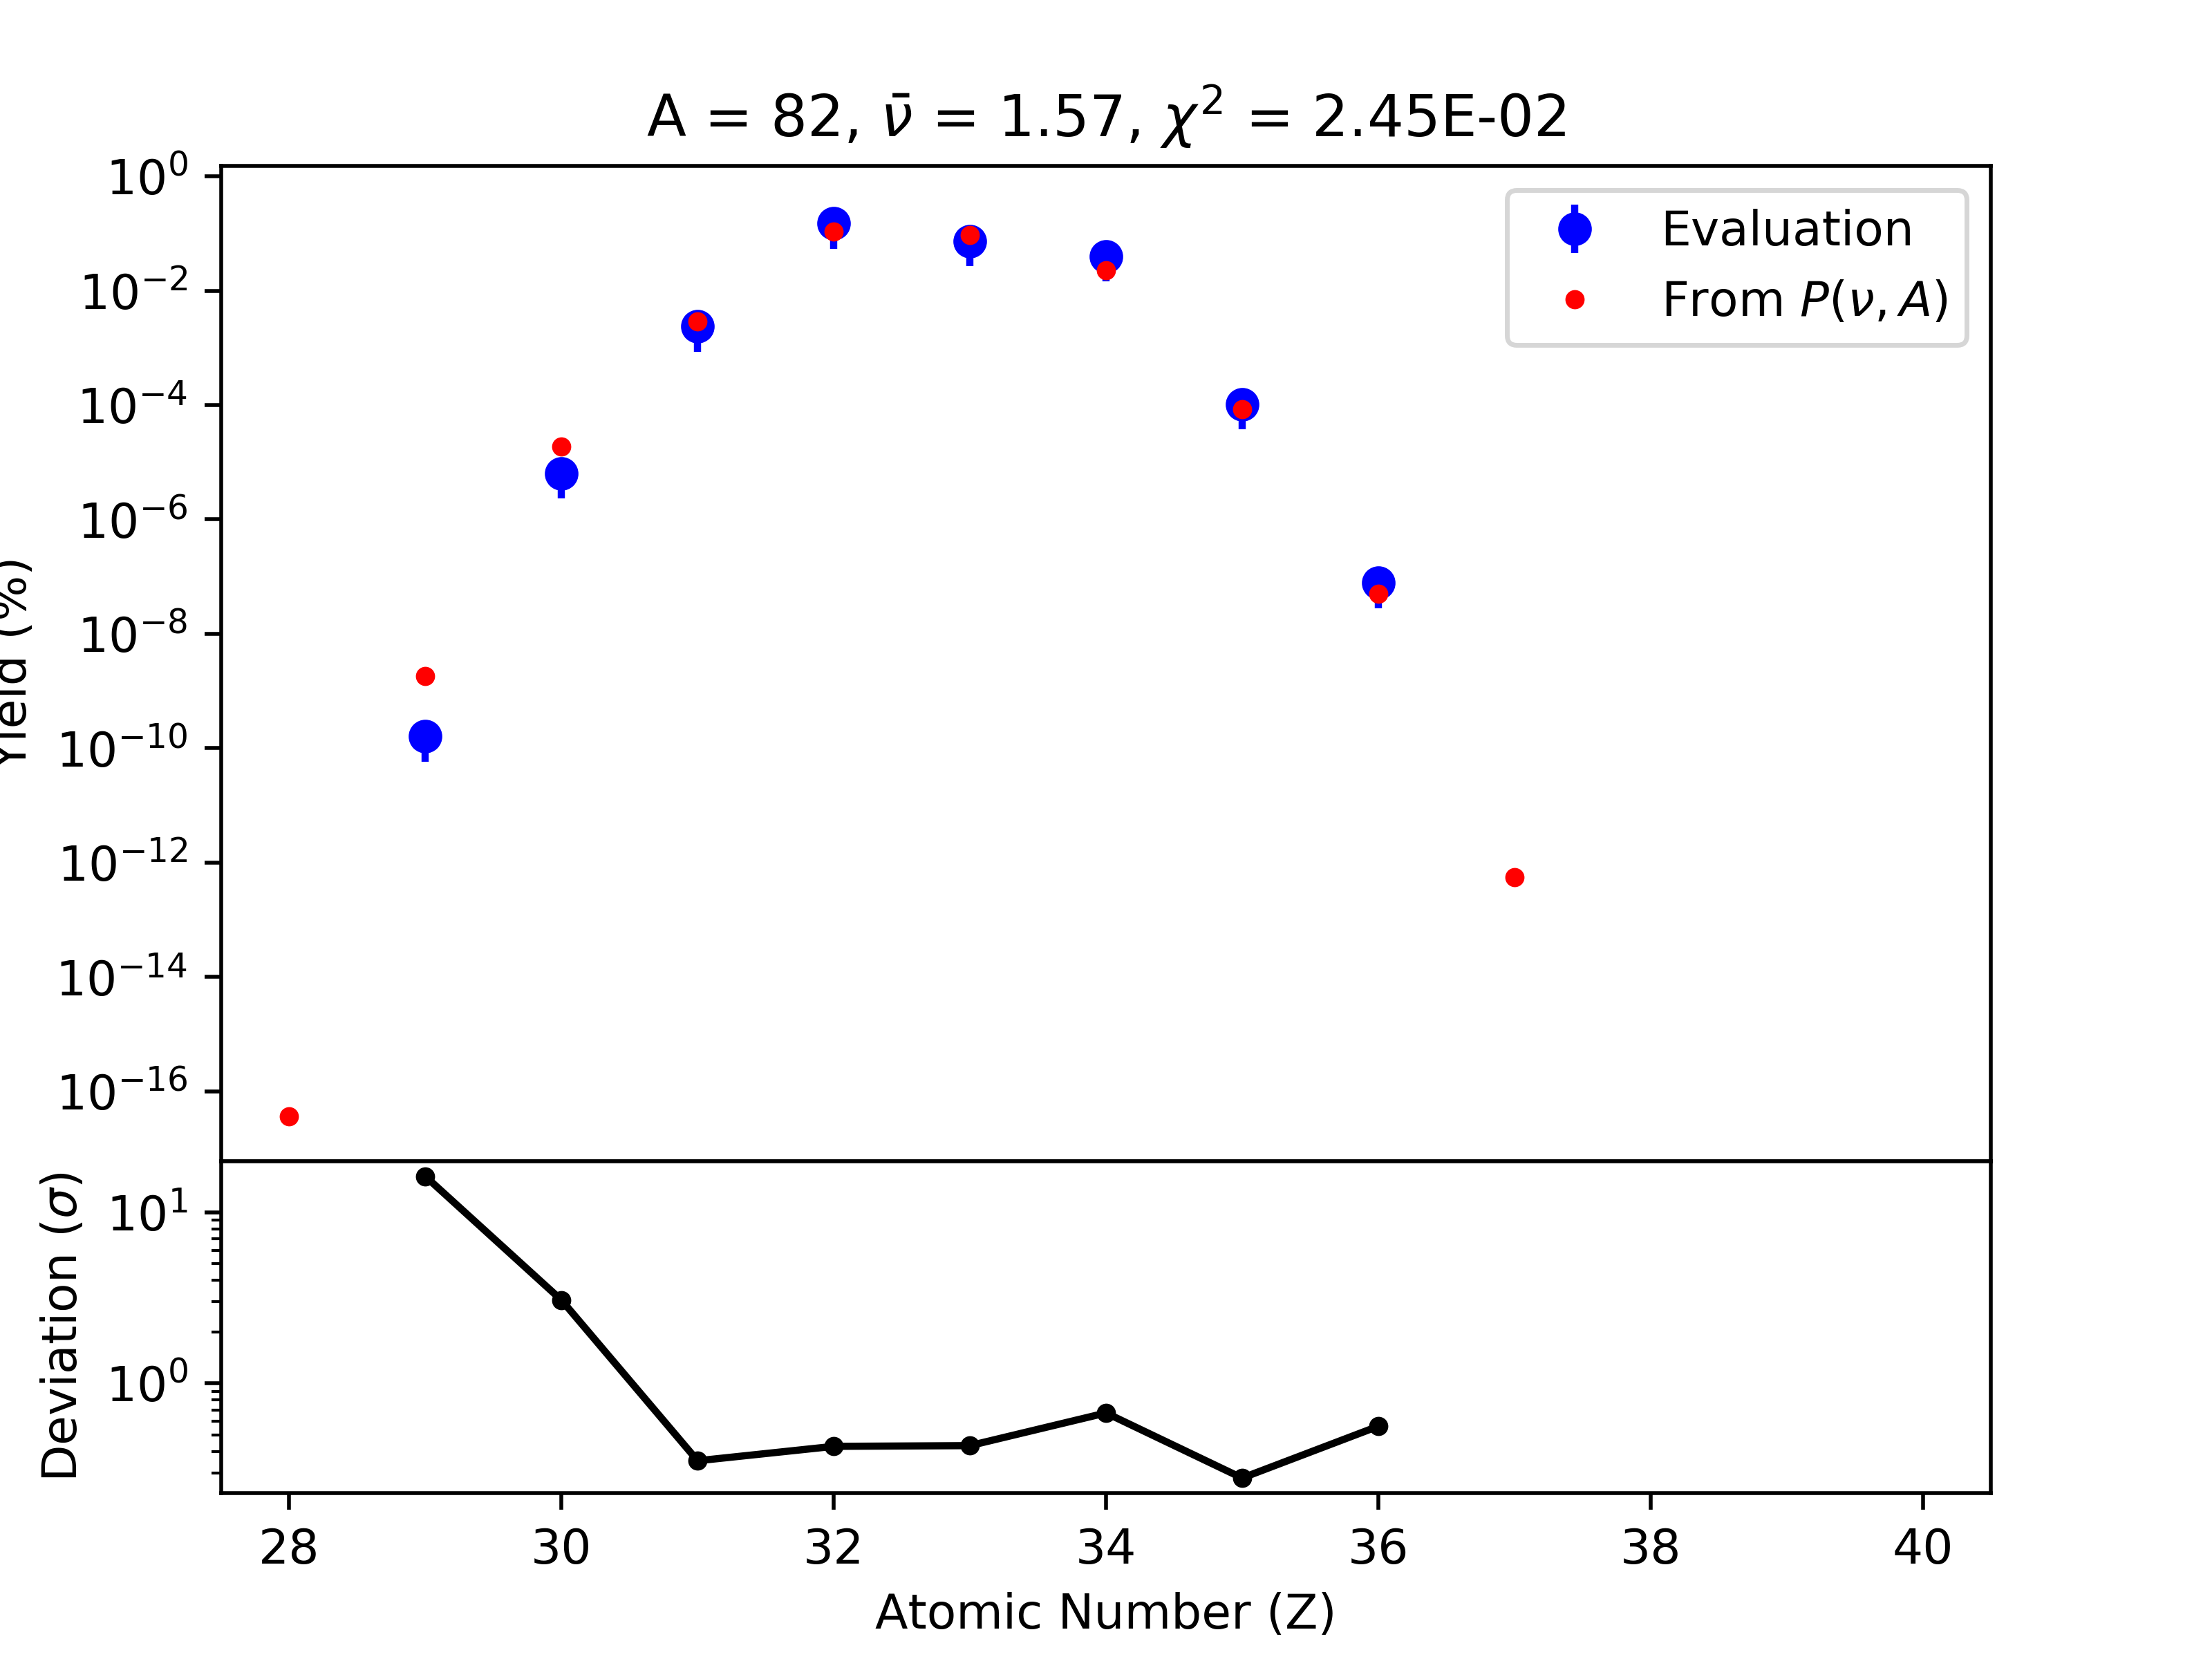 A = 82, ν̄ = 1.57, χ² = 2.45E-02
Evaluation
From P(ν, A)
Yield (%)
10⁰
10⁻²
10⁻⁴
10⁻⁶
10⁻⁸
10⁻¹⁰
10⁻¹²
10⁻¹⁴
10⁻¹⁶
Deviation (σ)
10¹
10⁰
28 30 32 34 36 38 40
Atomic Number (Z)